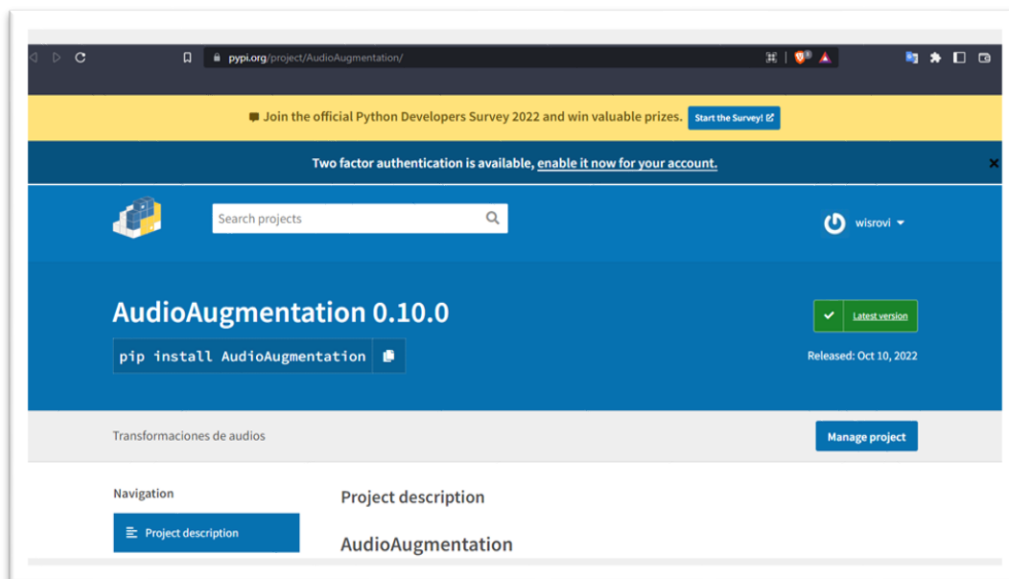 pypi.org/project/AudioAugmentation/
Join the official Python Developers Survey 2022 and win valuable prizes. Start the Survey!
Two factor authentication is available, enable it now for your account.
Search projects
wisrovi
AudioAugmentation 0.10.0
Latest version
pip install AudioAugmentation
Released: Oct 10, 2022
Transformaciones de audios
Manage project
Navigation
Project description
Project description
AudioAugmentation